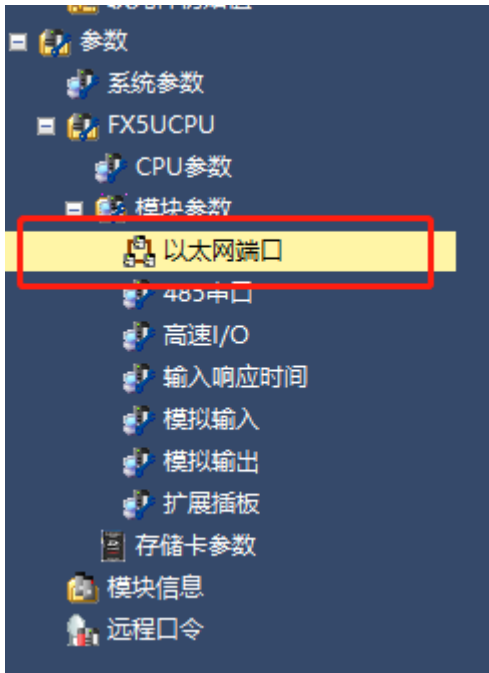 参数
系统参数
FX5UCPU
CPU参数
模块参数
以太网端口
485串口
高速I/O
输入响应时间
模拟输入
模拟输出
扩展插板
存储卡参数
模块信息
远程口令